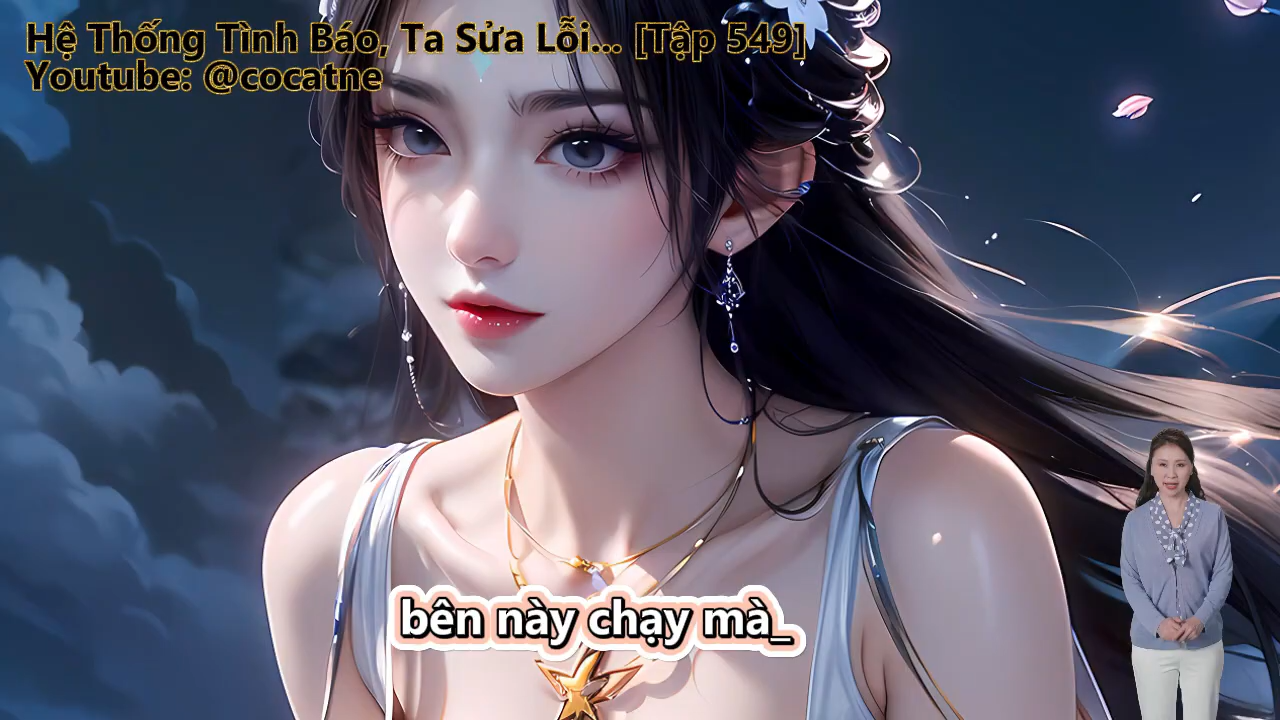 Hệ Thống Tình Báo, Ta Sửa Lỗi... [Tập 549]
Youtube: @cocatne
bên này chạy mà_